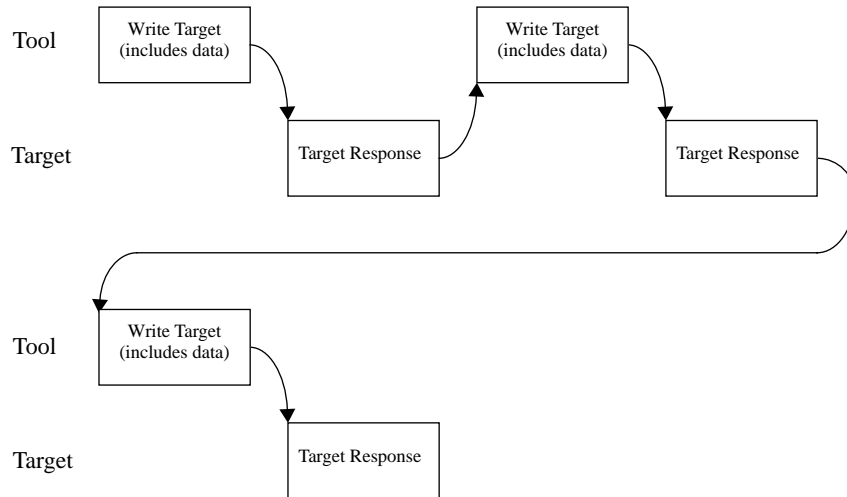 Tool
Write Target
(includes data)
Write Target
(includes data)
Target
Target Response
Target Response
Tool
Write Target
(includes data)
Target
Target Response